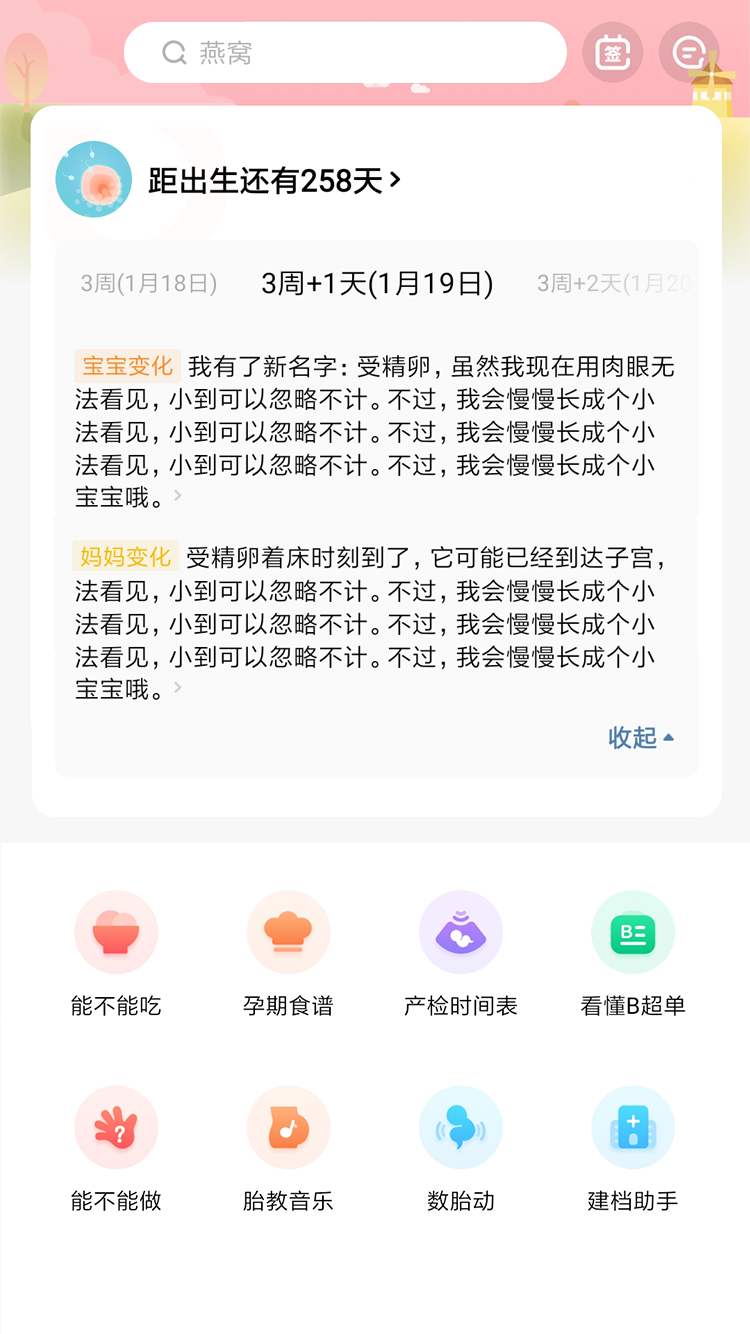 燕窝
签
距出生还有258天
3周(1月18日) 3周+1天(1月19日) 3周+2天(1月20
宝宝变化 我有了新名字：受精卵，虽然我现在用肉眼无
法看见，小到可以忽略不计。不过，我会慢慢长成个小
法看见，小到可以忽略不计。不过，我会慢慢长成个小
法看见，小到可以忽略不计。不过，我会慢慢长成个小
宝宝哦。
妈妈变化 受精卵着床时刻到了，它可能已经到达子宫，
法看见，小到可以忽略不计。不过，我会慢慢长成个小
法看见，小到可以忽略不计。不过，我会慢慢长成个小
法看见，小到可以忽略不计。不过，我会慢慢长成个小
宝宝哦。
收起
B
能不能吃 孕期食谱 产检时间表 看懂B超单
?
能不能做 胎教音乐 数胎动 建档助手